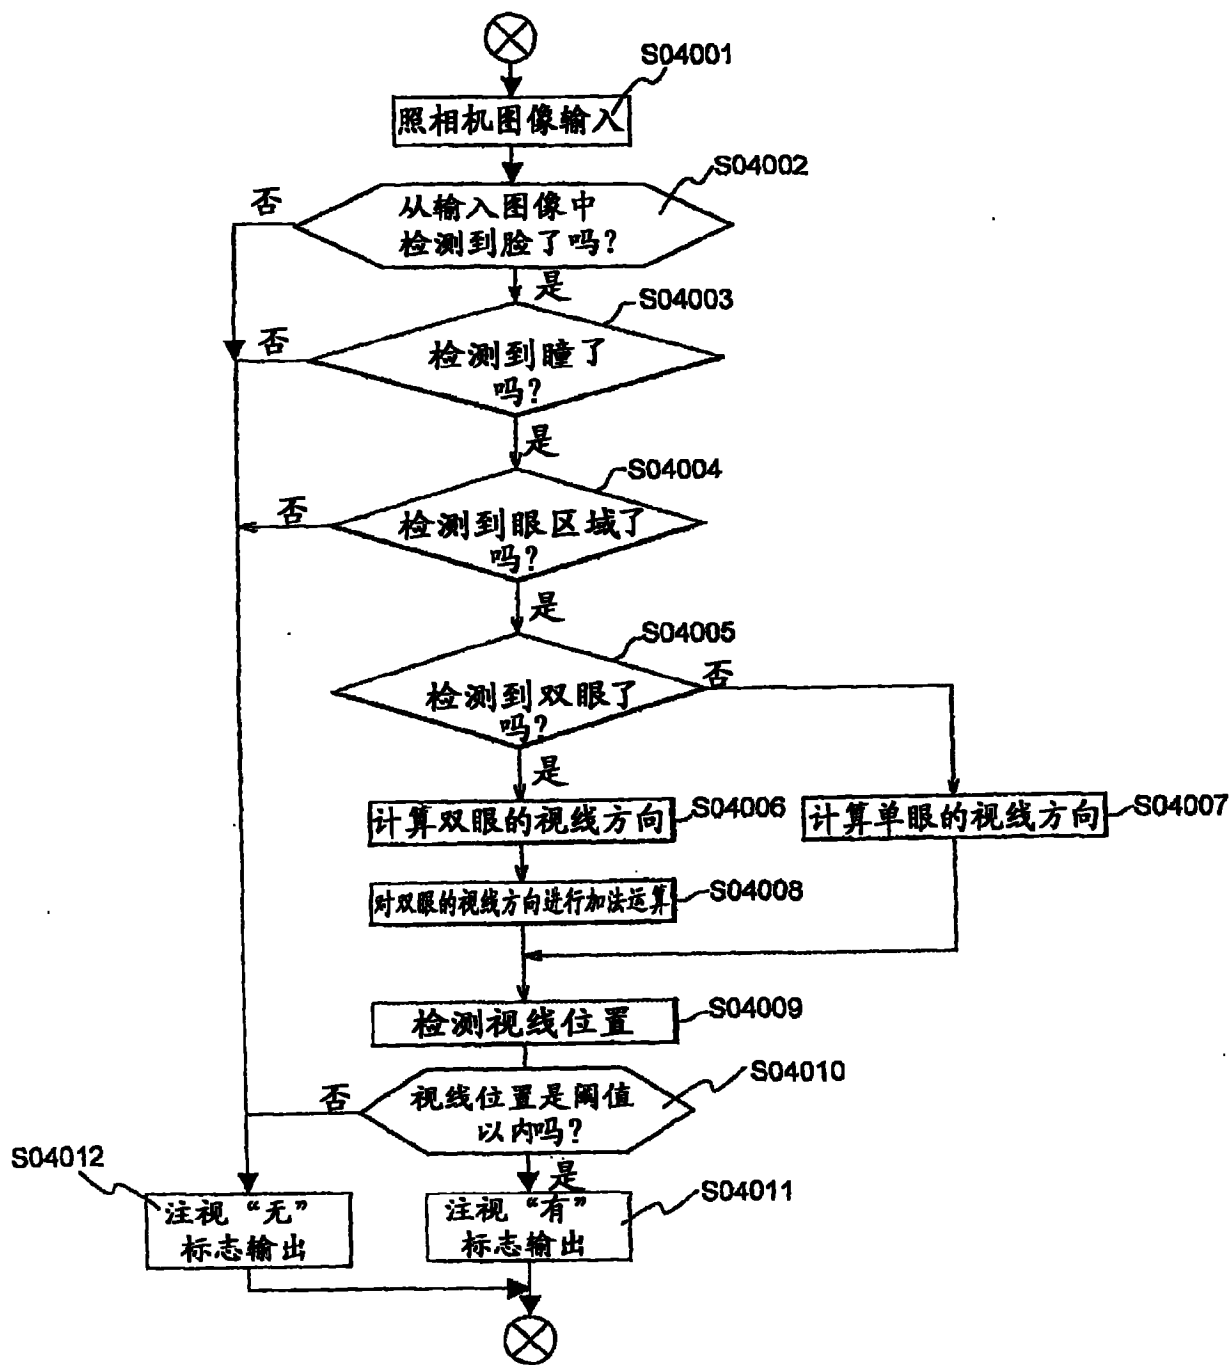 S04001
照相机图像输入
S04002
否
从输入图像中
检测到脸了吗?
是
S04003
否
检测到瞳了
吗?
是
S04004
否
检测到眼区域了
吗?
是
S04005
否
检测到双眼了
吗?
是
计算双眼的视线方向
S04006
计算单眼的视线方向
S04007
对双眼的视线方向进行加法运算
S04008
检测视线位置
S04009
S04010
否
视线位置是阈值
以内吗?
是
S04012
注视“无”
标志输出
S04011
注视“有”
标志输出